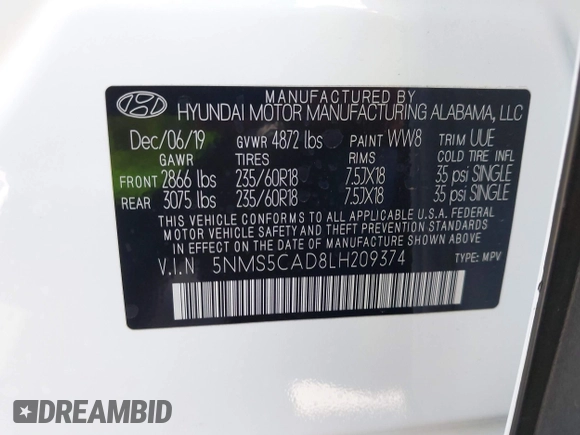 MANUFACTURED BY
HYUNDAI MOTOR MANUFACTURING ALABAMA, LLC
Dec/06/19 GVWR 4872 lbs PAINT WW8 TRIM UUE
GAWR TIRES RIMS COLD TIRE INFL
FRONT 2866 lbs 235/60R18 7.5JX18 35 psi SINGLE
REAR 3075 lbs 235/60R18 7.5JX18 35 psi SINGLE
THIS VEHICLE CONFORMS TO ALL APPLICABLE U.S.A. FEDERAL
MOTOR VEHICLE SAFETY AND THEFT PREVENTION STANDARDS
IN EFFECT ON THE DATE OF MANUFACTURE SHOWN ABOVE.
V.I.N 5NMS5CAD8LH209374 TYPE: MPV
DREAMBID